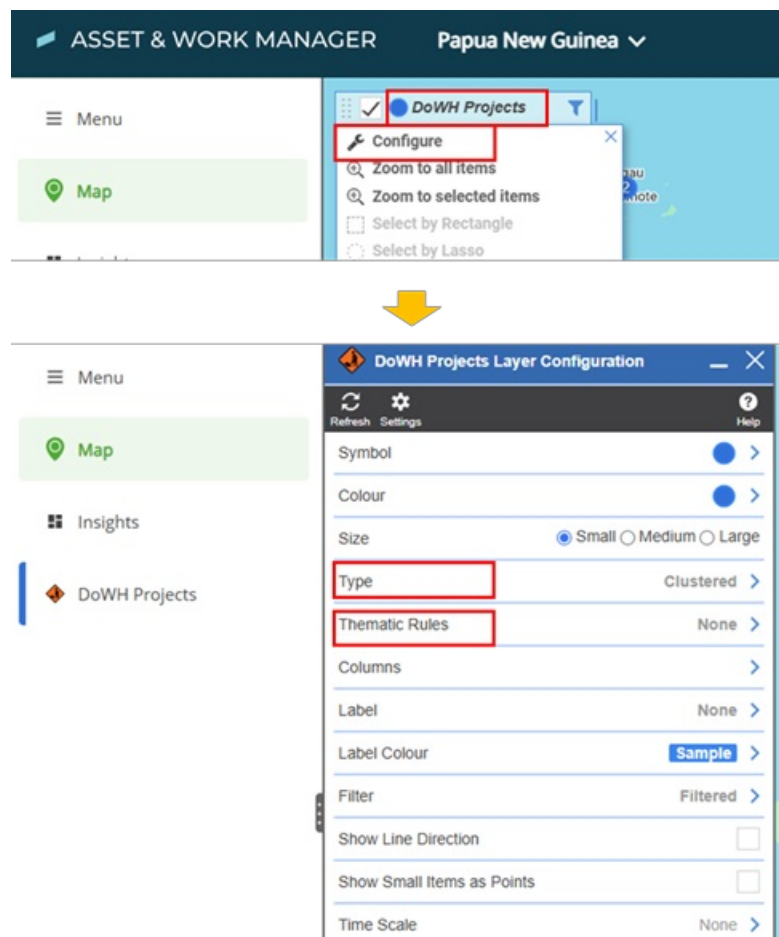 ASSET & WORK MANAGER Papua New Guinea
Menu
DoWH Projects
Configure
Zoom to all items
Map
Zoom to selected items
Select by Rectangle
Select by Lasso
DoWH Projects Layer Configuration
Menu
Refresh Settings Help
Map
Symbol
Colour
Insights
Size Small Medium Large
Type Clustered
DoWH Projects
Thematic Rules None
Columns
Label None
Label Colour Sample
Filter Filtered
Show Line Direction
Show Small Items as Points
Time Scale None